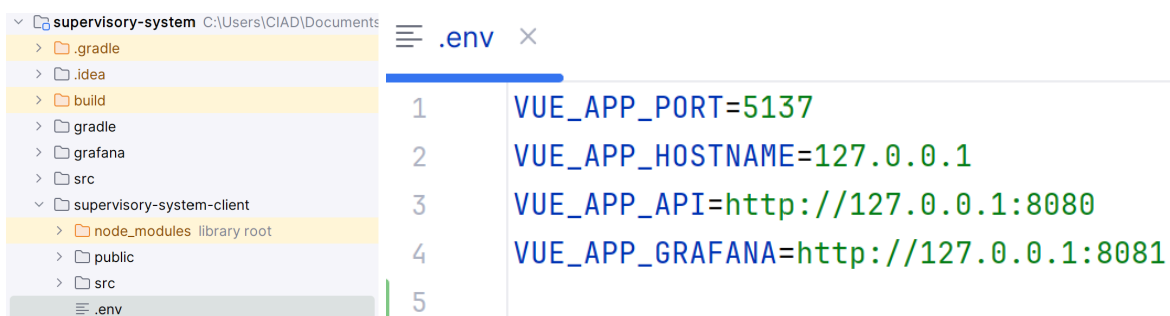 supervisory-system C:\Users\CIAD\Documents
.gradle
.idea
build
gradle
grafana
src
supervisory-system-client
node_modules library root
public
src
.env
.env
1 VUE_APP_PORT=5137
2 VUE_APP_HOSTNAME=127.0.0.1
3 VUE_APP_API=http://127.0.0.1:8080
4 VUE_APP_GRAFANA=http://127.0.0.1:8081
5